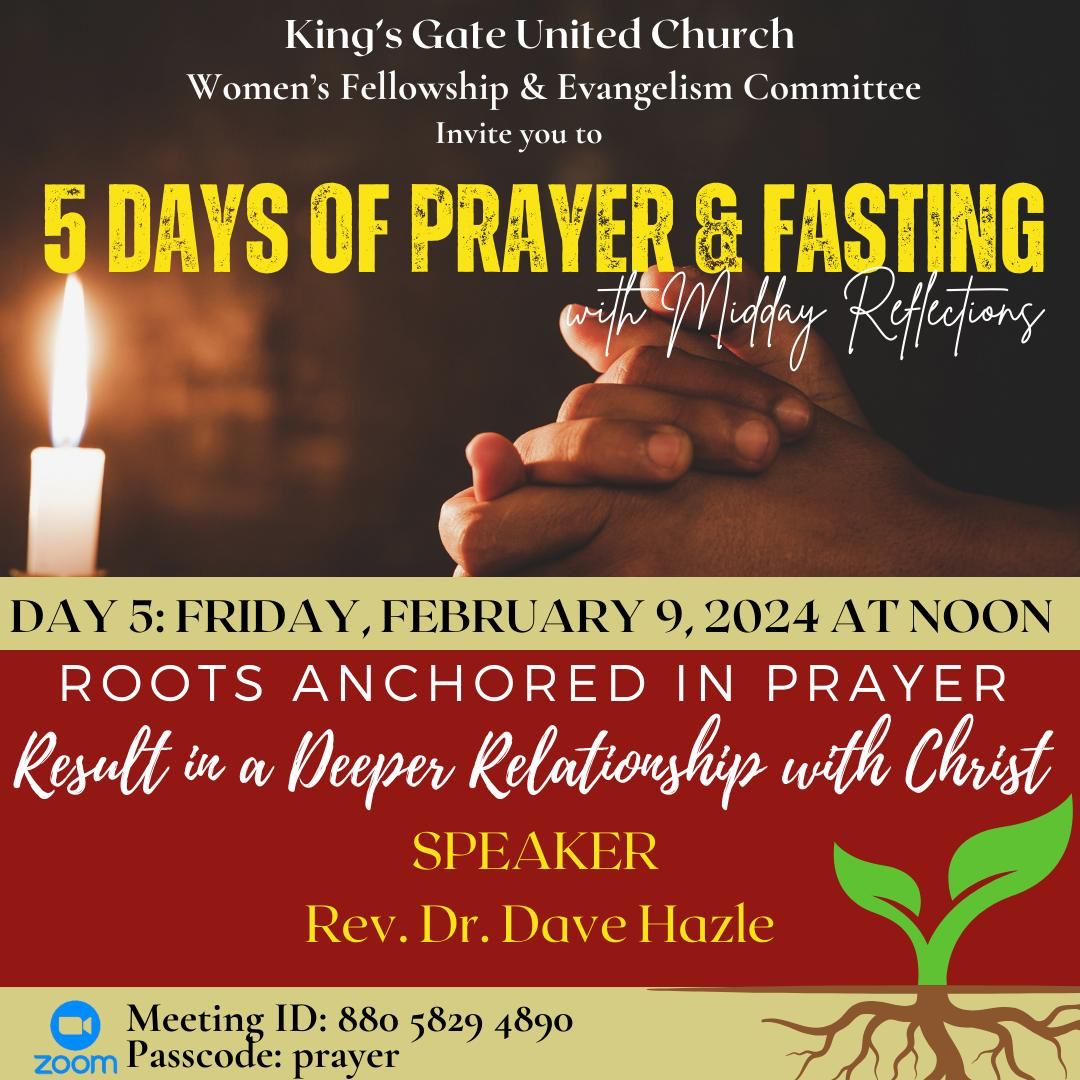 King's Gate United Church
Women's Fellowship & Evangelism Committee
Invite you to
5 DAYS OF PRAYER & FASTING
with Midday Reflections
DAY 5: FRIDAY, FEBRUARY 9, 2024 AT NOON
ROOTS ANCHORED IN PRAYER
Result in a Deeper Relationship with Christ
SPEAKER
Rev. Dr. Dave Hazle
Meeting ID: 880 5829 4890
zoom Passcode: prayer